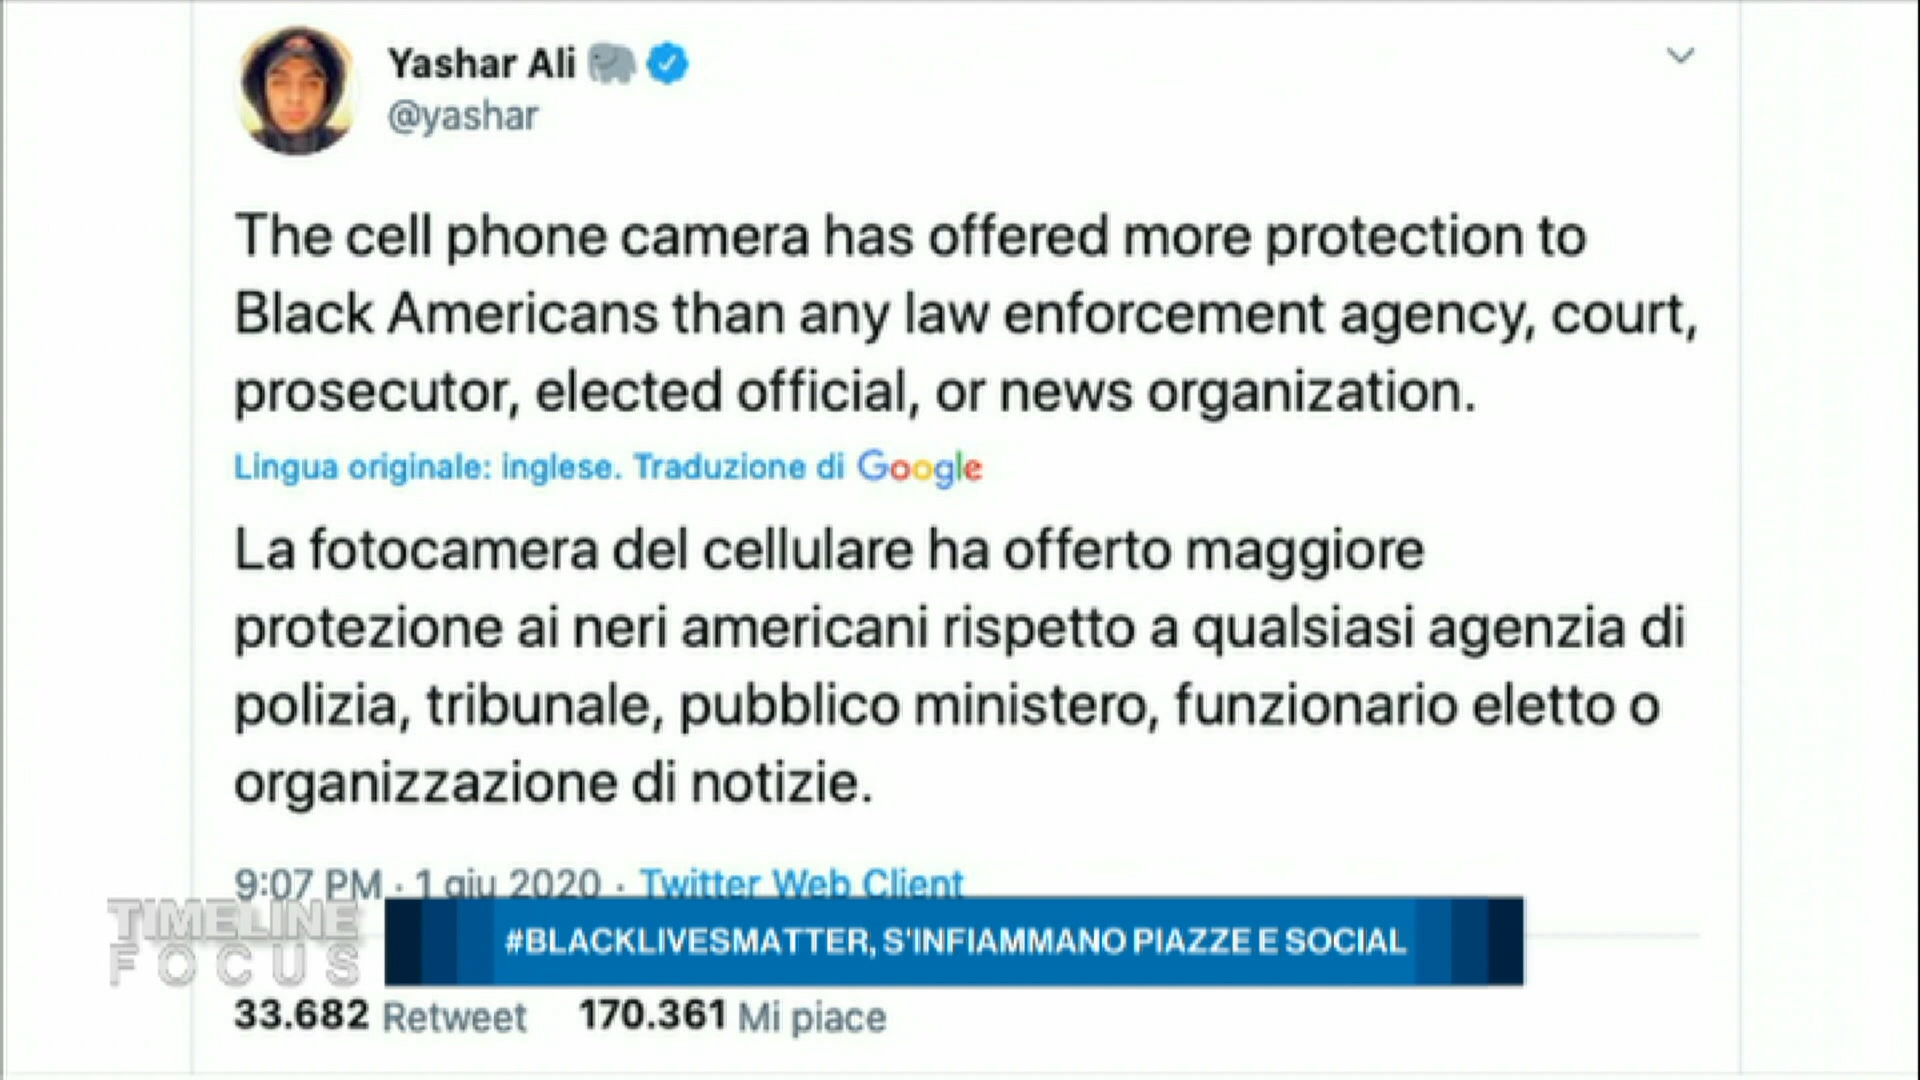 Yashar Ali
@yashar
The cell phone camera has offered more protection to
Black Americans than any law enforcement agency, court,
prosecutor, elected official, or news organization.
Lingua originale: inglese. Traduzione di Google
La fotocamera del cellulare ha offerto maggiore
protezione ai neri americani rispetto a qualsiasi agenzia di
polizia, tribunale, pubblico ministero, funzionario eletto o
organizzazione di notizie.
9:07 PM · 1 giu 2020 · Twitter Web Client
TIMELINE
FOCUS
#BLACKLIVESMATTER, S'INFIAMMANO PIAZZE E SOCIAL
33.682 Retweet 170.361 Mi piace